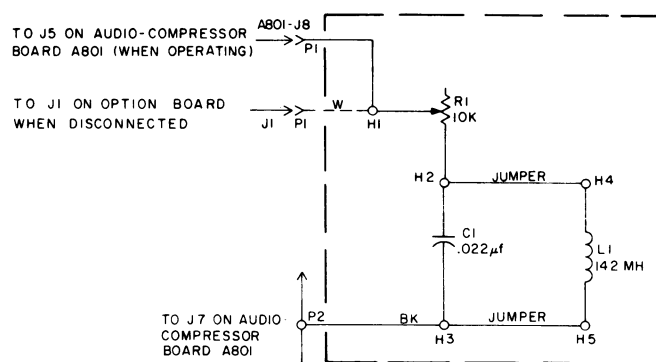 A801-J8
TO J5 ON AUDIO-COMPRESSOR
BOARD A801 (WHEN OPERATING)
P1
TO J1 ON OPTION BOARD
WHEN DISCONNECTED
J1
P1
W
H1
R1
10K
H2
JUMPER
H4
C1
.022µf
L1
142 MH
TO J7 ON AUDIO-
COMPRESSOR
BOARD A801
P2
BK
H3
JUMPER
H5